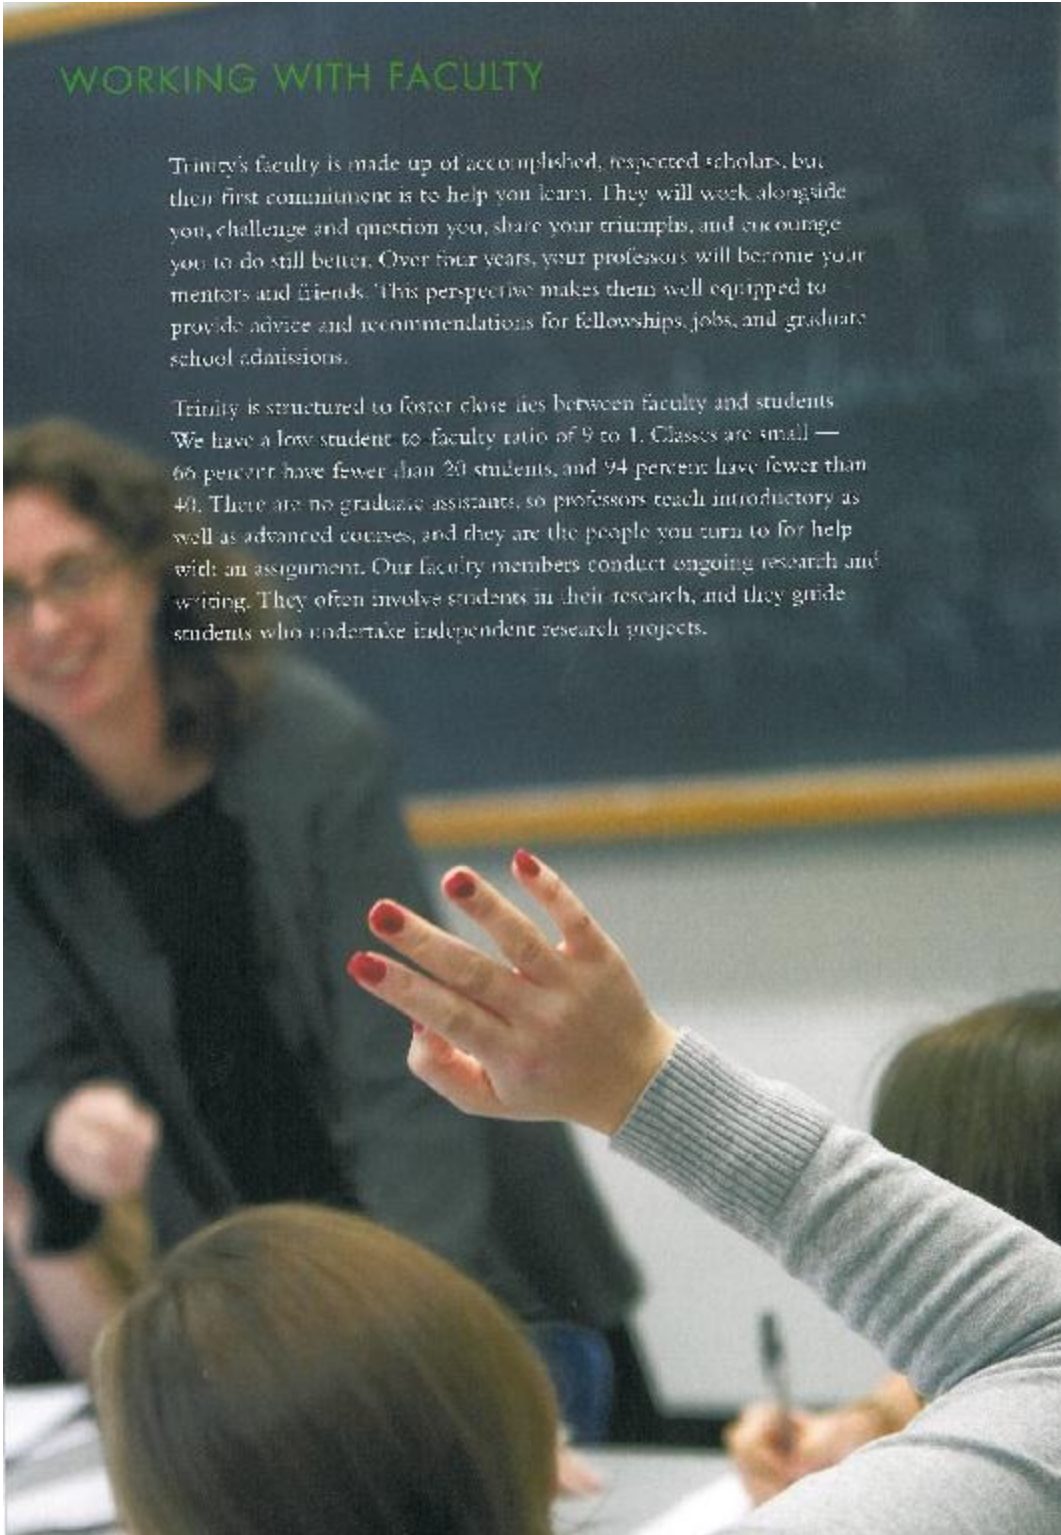 WORKING WITH FACULTY
Trinity's faculty is made up of accomplished, respected scholars, but
their first commitment is to help you learn. They will work alongside
you, challenge and question you, share your triumphs, and encourage
you to do still better. Over four years, your professors will become your
mentors and friends. This perspective makes them well equipped to
provide advice and recommendations for fellowships, jobs, and graduate
school admissions.
Trinity is structured to foster close ties between faculty and students.
We have a low student-to-faculty ratio of 9 to 1. Classes are small —
66 percent have fewer than 20 students, and 94 percent have fewer than
40. There are no graduate assistants, so professors teach introductory as
well as advanced courses, and they are the people you turn to for help
with an assignment. Our faculty members conduct ongoing research and
writing. They often involve students in their research, and they guide
students who undertake independent research projects.